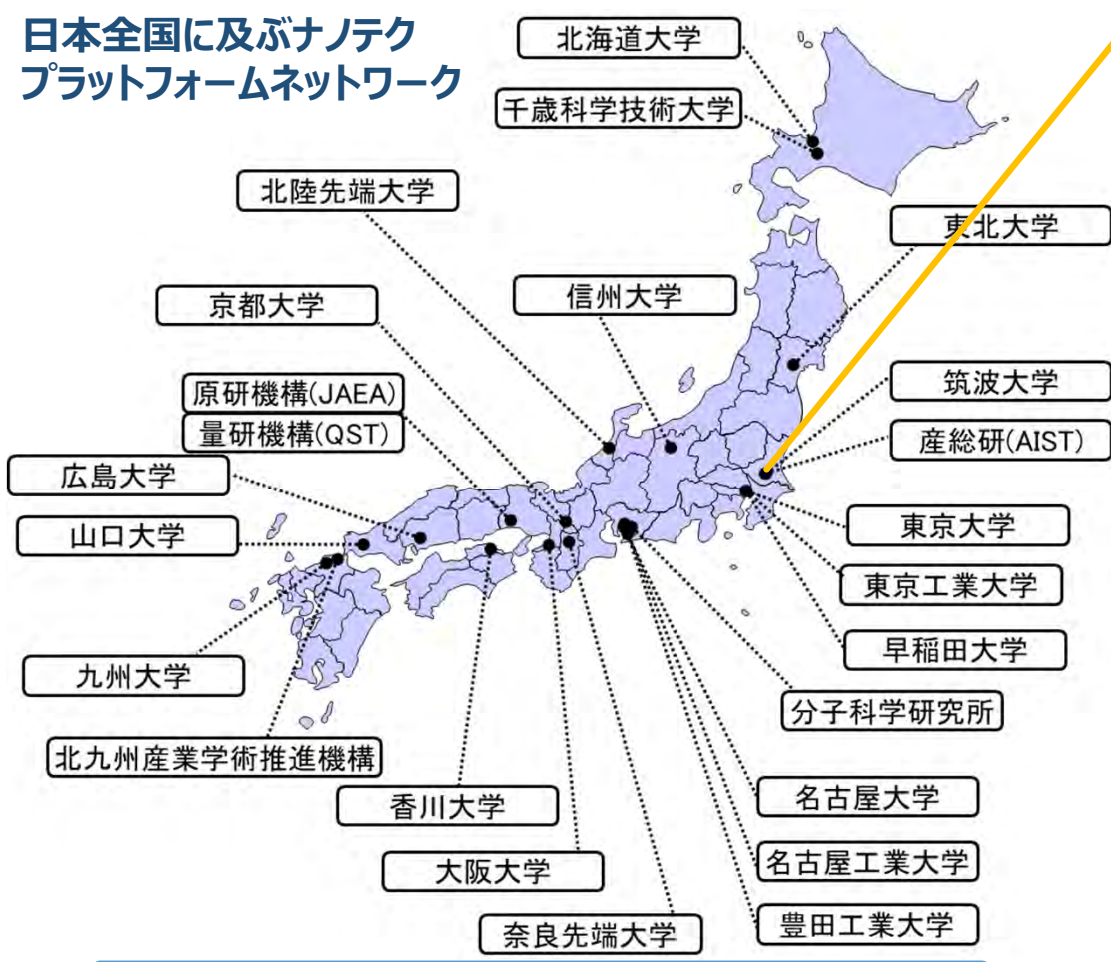 日本全国に及ぶナノテク
プラットフォームネットワーク
北海道大学
千歳科学技術大学
北陸先端大学
東北大学
京都大学
信州大学
原研機構(JAEA)
量研機構(QST)
筑波大学
産総研(AIST)
広島大学
山口大学
東京大学
東京工業大学
早稲田大学
九州大学
分子科学研究所
北九州産業学術推進機構
香川大学
名古屋大学
大阪大学
名古屋工業大学
奈良先端大学
豊田工業大学